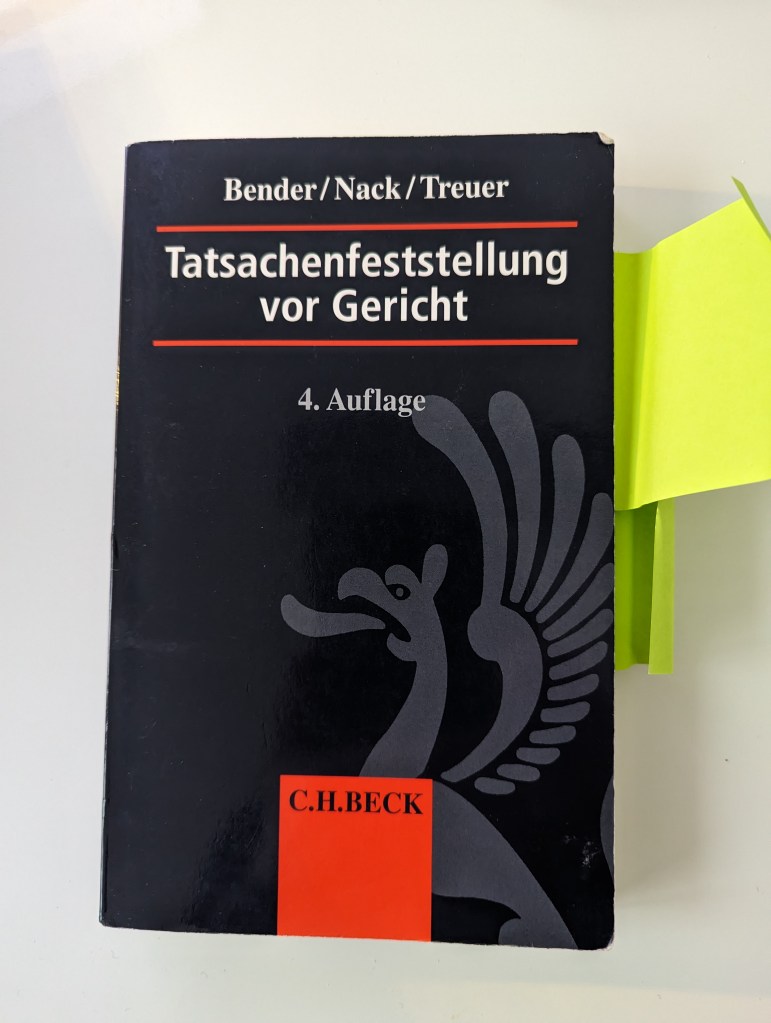 Bender/Nack/Treuer
Tatsachenfeststellung
vor Gericht
4. Auflage
C.H.BECK